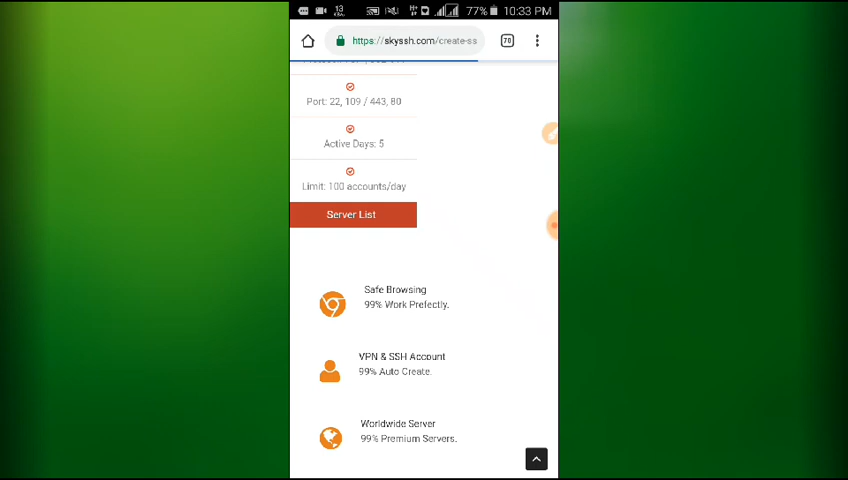 13
77% 10:33 PM
https://skyssh.com/create-ss
70
Port: 22, 109 / 443, 80
Active Days: 5
Limit: 100 accounts/day
Server List
Safe Browsing
99% Work Prefectly.
VPN & SSH Account
99% Auto Create.
Worldwide Server
99% Premium Servers.